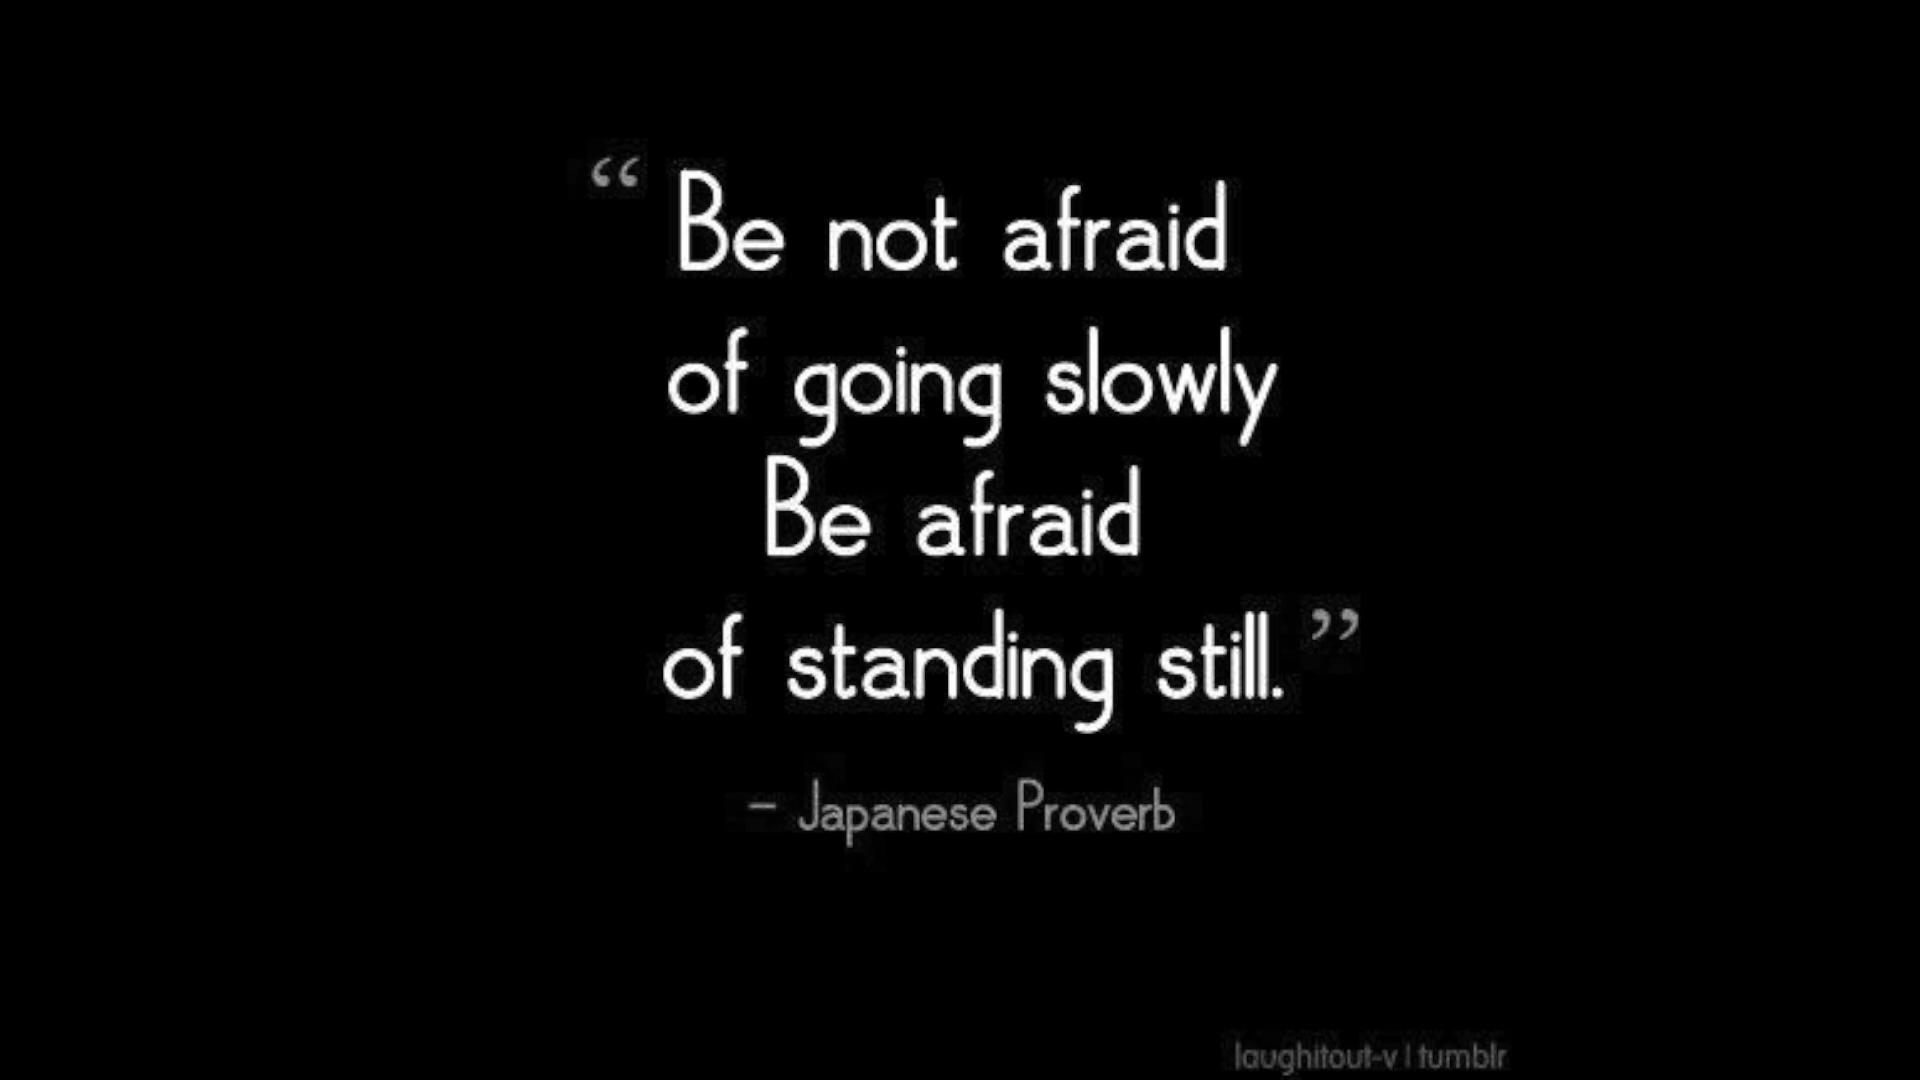 “ Be not afraid
of going slowly
Be afraid
of standing still. ”
– Japanese Proverb
laughitout-v | tumblr